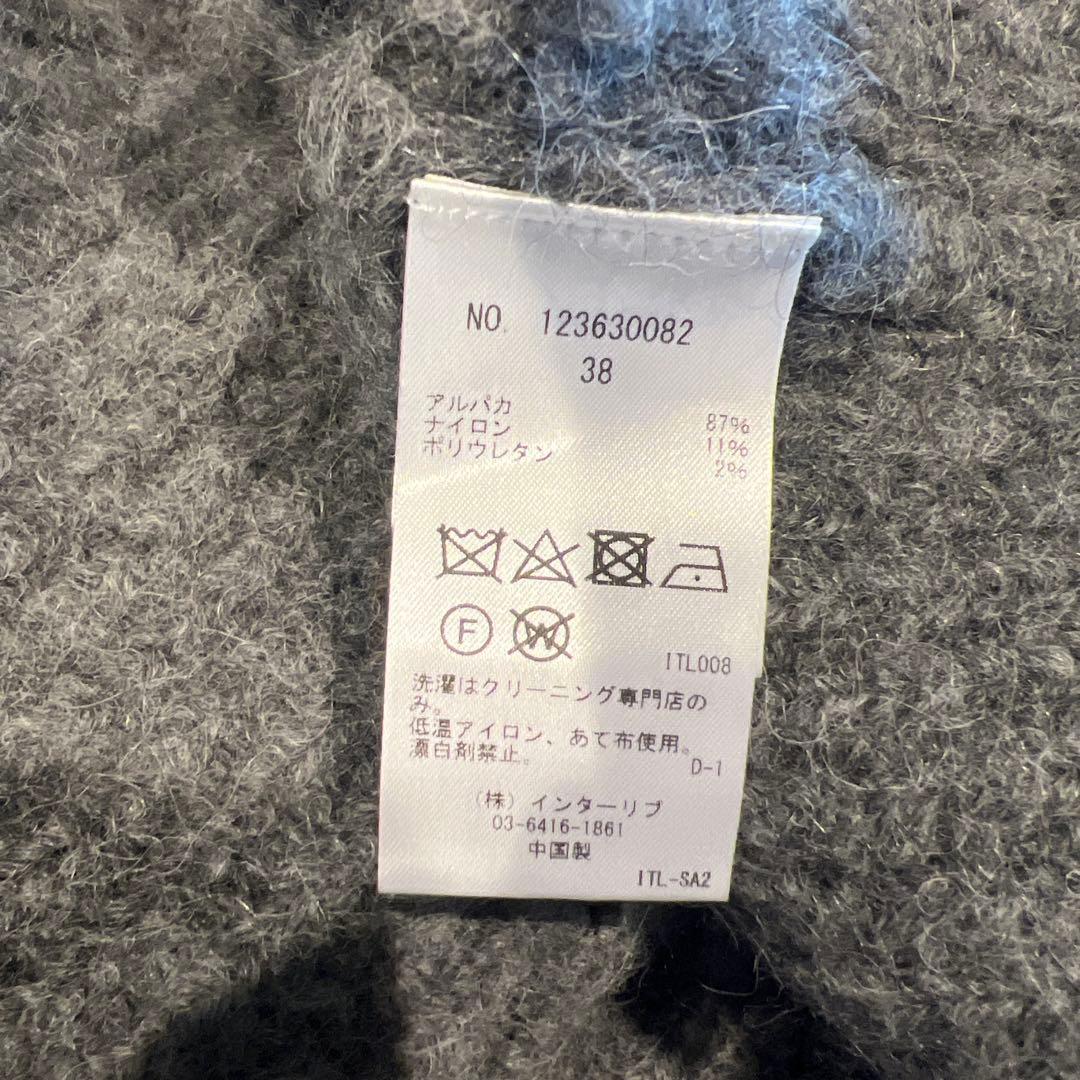 NO. 123630082
38
アルパカ 87%
ナイロン 11%
ポリウレタン 2%
F W
ITL008
洗濯はクリーニング専門店の
み。
低温アイロン、あて布使用。
漂白剤禁止。
D-1
(株)インターリブ
03-6416-1861
中国製
ITL-SA2